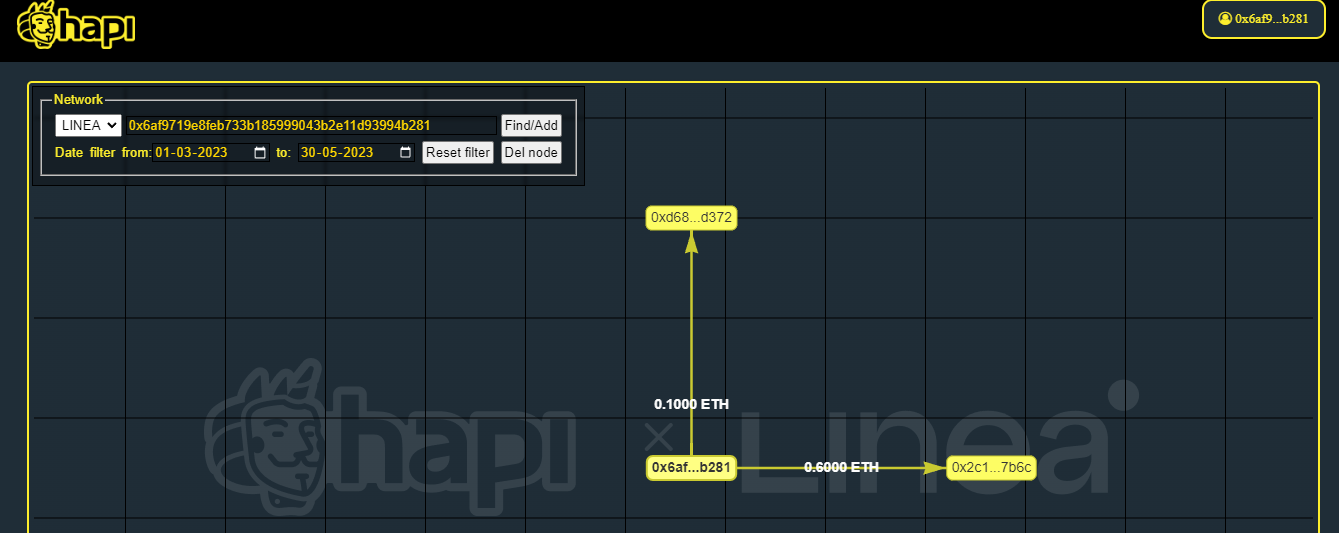 hapi
0x6af9...b281
Network
LINEA 0x6af9719e8feb733b185999043b2e11d93994b281 Find/Add
Date filter from: 01-03-2023 to: 30-05-2023 Reset filter Del node
0xd68...d372
0.1000 ETH
hapi × Linea
0x6af...b281 0.6000 ETH 0x2c1...7b6c